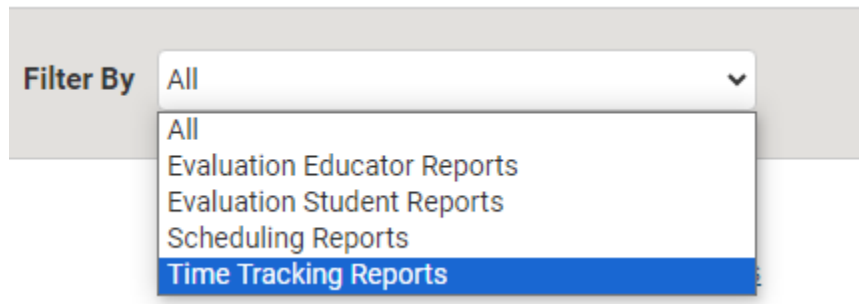 Filter By All
All
Evaluation Educator Reports
Evaluation Student Reports
Scheduling Reports
Time Tracking Reports